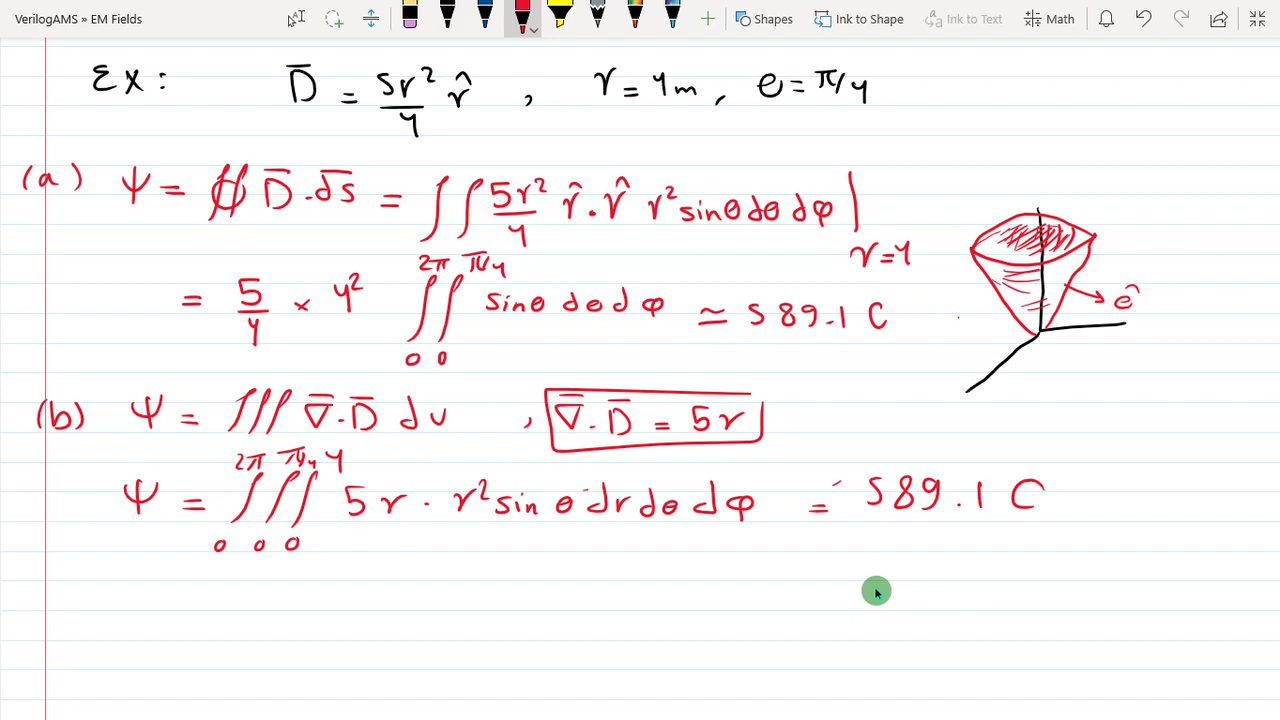 VerilogAMS » EM Fields
Shapes Ink to Shape Ink to Text Math
Ex: D̅ = 5r²/4 r̂ , r = 4m, θ = π/4
(a) Ψ = ∯ D̅ . d̅s̅ = ∫∫ 5r²/4 r̂ . r̂ r² sinθ dθ dφ | r=4
= 5/4 × 4² ∫₀^2π ∫₀^π/4 sinθ dθ dφ ≃ 589.1 C
θ̂
(b) Ψ = ∫∫∫ ∇̅ . D̅ dv , ∇̅ . D̅ = 5r
Ψ = ∫₀^2π ∫₀^π/4 ∫₀^4 5r . r² sinθ dr dθ dφ = 589.1 C